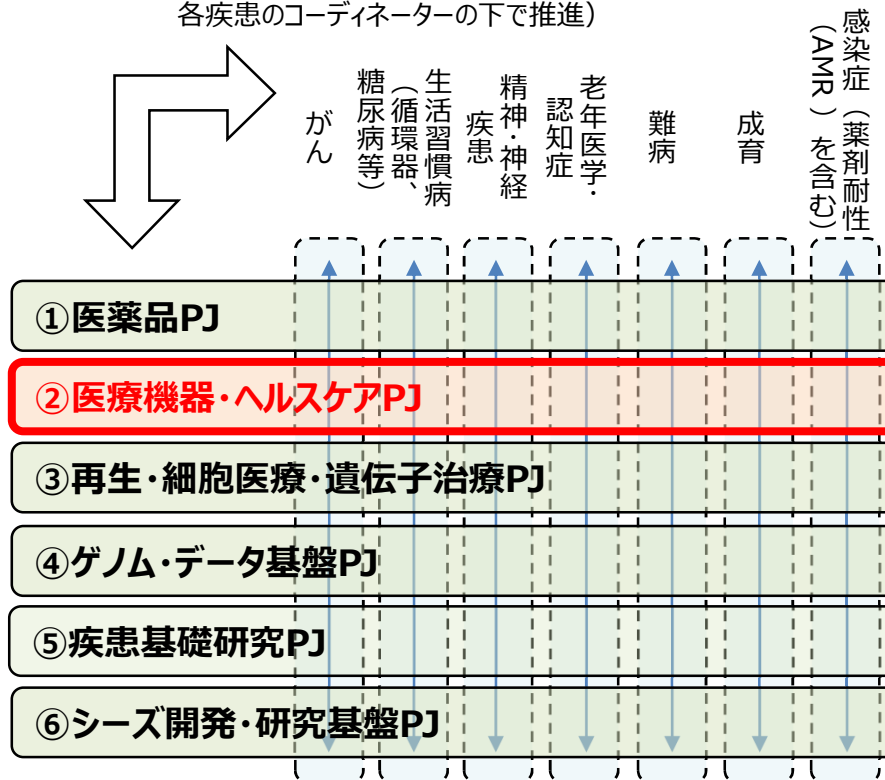 各疾患のコーディネーターの下で推進）
がん
生活習慣病
（循環器、
糖尿病等）
精神・神経
疾患
老年医学・
認知症
難病
成育
感染症（薬剤耐性
（AMR）を含む）
①医薬品PJ
②医療機器・ヘルスケアPJ
③再生・細胞医療・遺伝子治療PJ
④ゲノム・データ基盤PJ
⑤疾患基礎研究PJ
⑥シーズ開発・研究基盤PJ